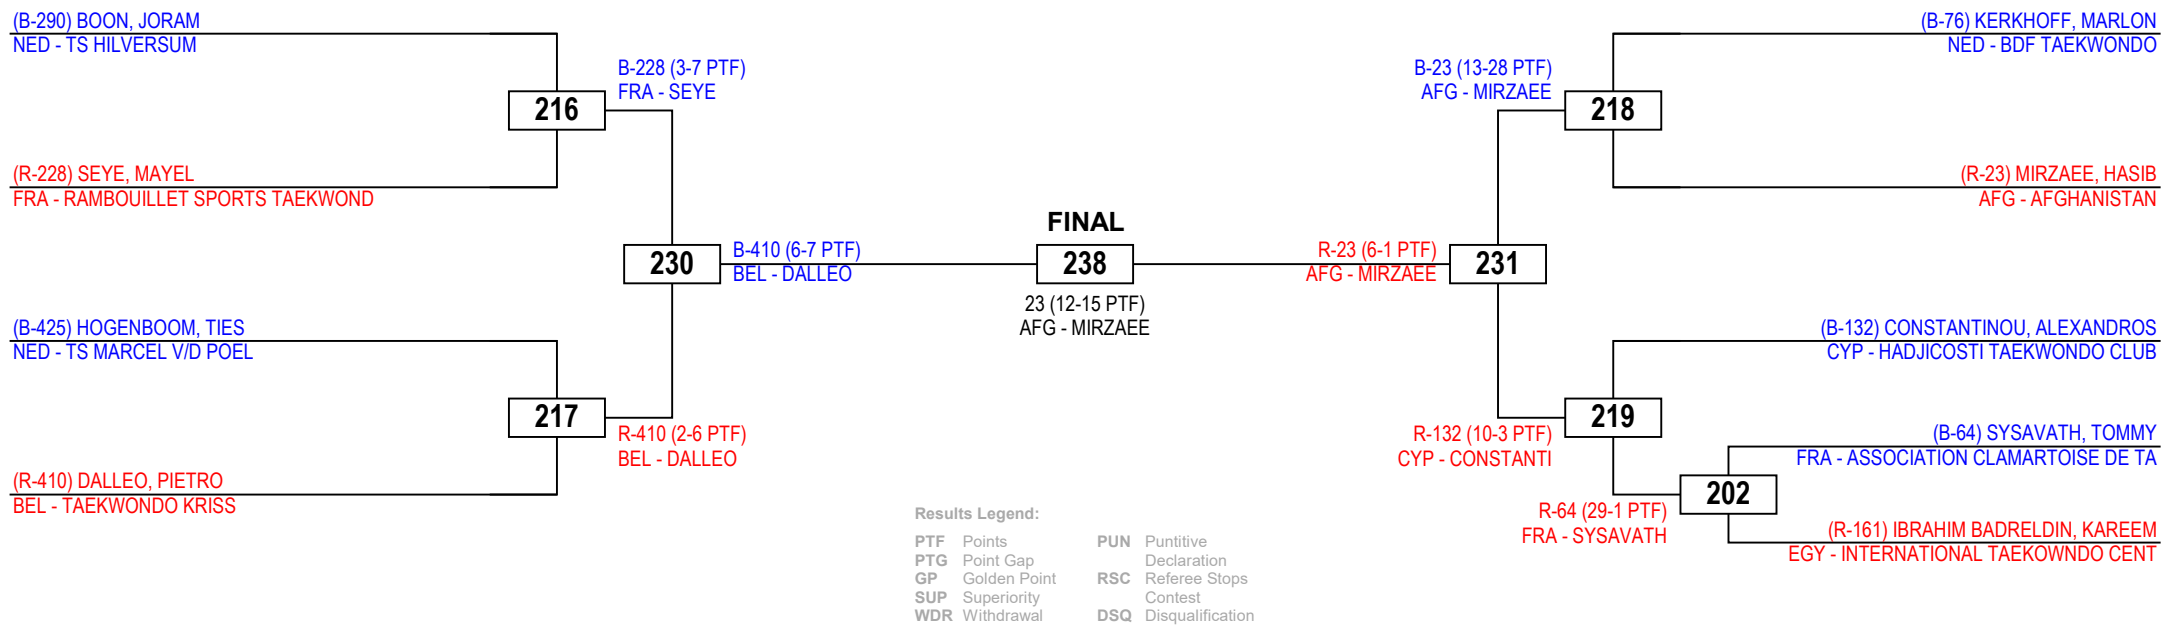 (B-290) BOON, JORAM
NED - TS HILVERSUM
B-228 (3-7 PTF)
FRA - SEYE
216
(R-228) SEYE, MAYEL
FRA - RAMBOUILLET SPORTS TAEKWOND
230
B-410 (6-7 PTF)
BEL - DALLEO
(B-425) HOGENBOOM, TIES
NED - TS MARCEL V/D POEL
217
R-410 (2-6 PTF)
BEL - DALLEO
(R-410) DALLEO, PIETRO
BEL - TAEKWONDO KRISS
FINAL
238
23 (12-15 PTF)
AFG - MIRZAEE
(B-76) KERKHOFF, MARLON
NED - BDF TAEKWONDO
B-23 (13-28 PTF)
AFG - MIRZAEE
218
(R-23) MIRZAEE, HASIB
AFG - AFGHANISTAN
R-23 (6-1 PTF)
AFG - MIRZAEE
231
(B-132) CONSTANTINOU, ALEXANDROS
CYP - HADJICOSTI TAEKWONDO CLUB
219
R-132 (10-3 PTF)
CYP - CONSTANTI
(B-64) SYSAVATH, TOMMY
FRA - ASSOCIATION CLAMARTOISE DE TA
202
R-64 (29-1 PTF)
FRA - SYSAVATH
(R-161) IBRAHIM BADRELDIN, KAREEM
EGY - INTERNATIONAL TAEKOWNDO CENT
Results Legend:
PTF Points
PTG Point Gap
GP Golden Point
SUP Superiority
WDR Withdrawal
PUN Puntitive
Declaration
RSC Referee Stops
Contest
DSQ Disqualification